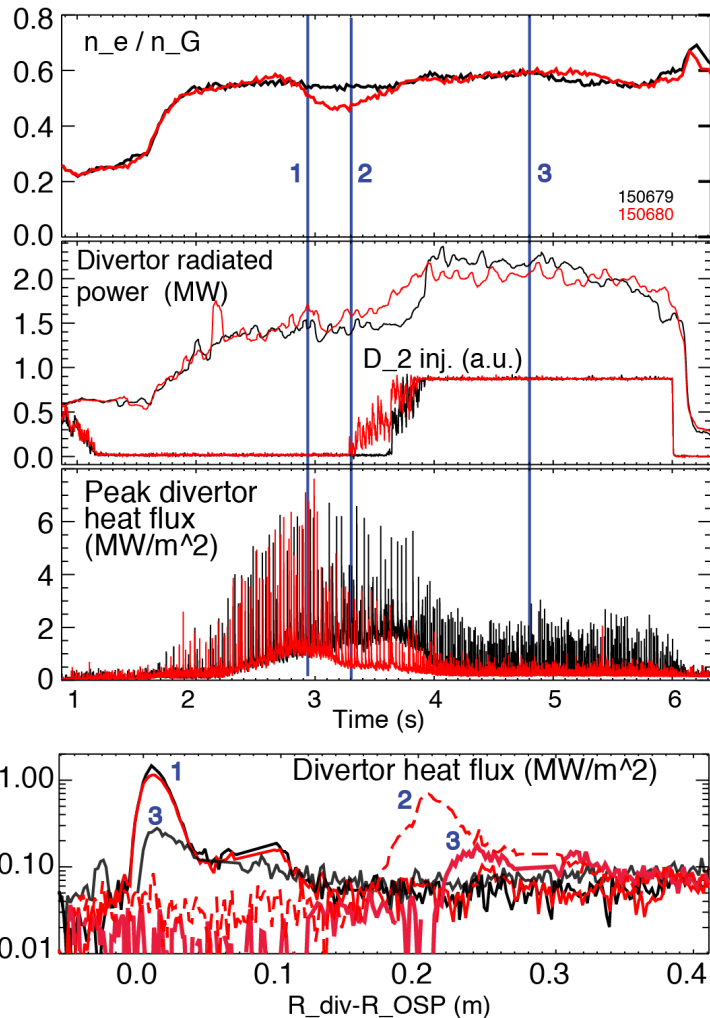 0.8
n_e / n_G
0.6
0.4
1 2 3
0.2
150679
150680
0.0
Divertor radiated
power (MW)
2.0
1.5
D_2 inj. (a.u.)
1.0
0.5
0.0
Peak divertor
heat flux
(MW/m^2)
6
4
2
0
1 2 3 4 5 6
Time (s)
Divertor heat flux (MW/m^2)
1.00
1
2
3
3
0.10
0.01
0.0 0.1 0.2 0.3 0.4
R_div-R_OSP (m)